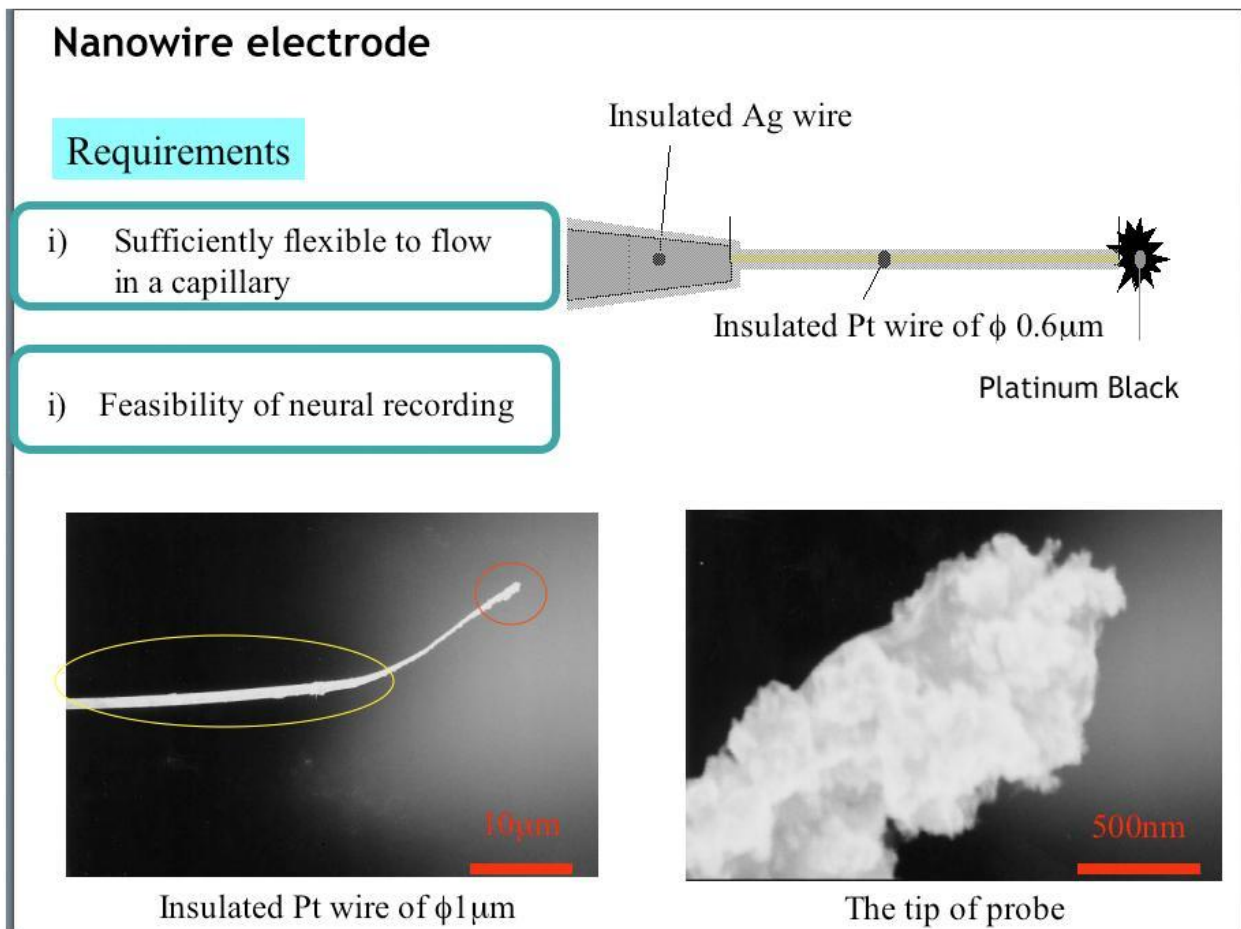 Nanowire electrode
Requirements
Insulated Ag wire
i) Sufficiently flexible to flow
in a capillary
Insulated Pt wire of ϕ 0.6μm
Platinum Black
i) Feasibility of neural recording
10μm
500nm
Insulated Pt wire of ϕ1μm
The tip of probe